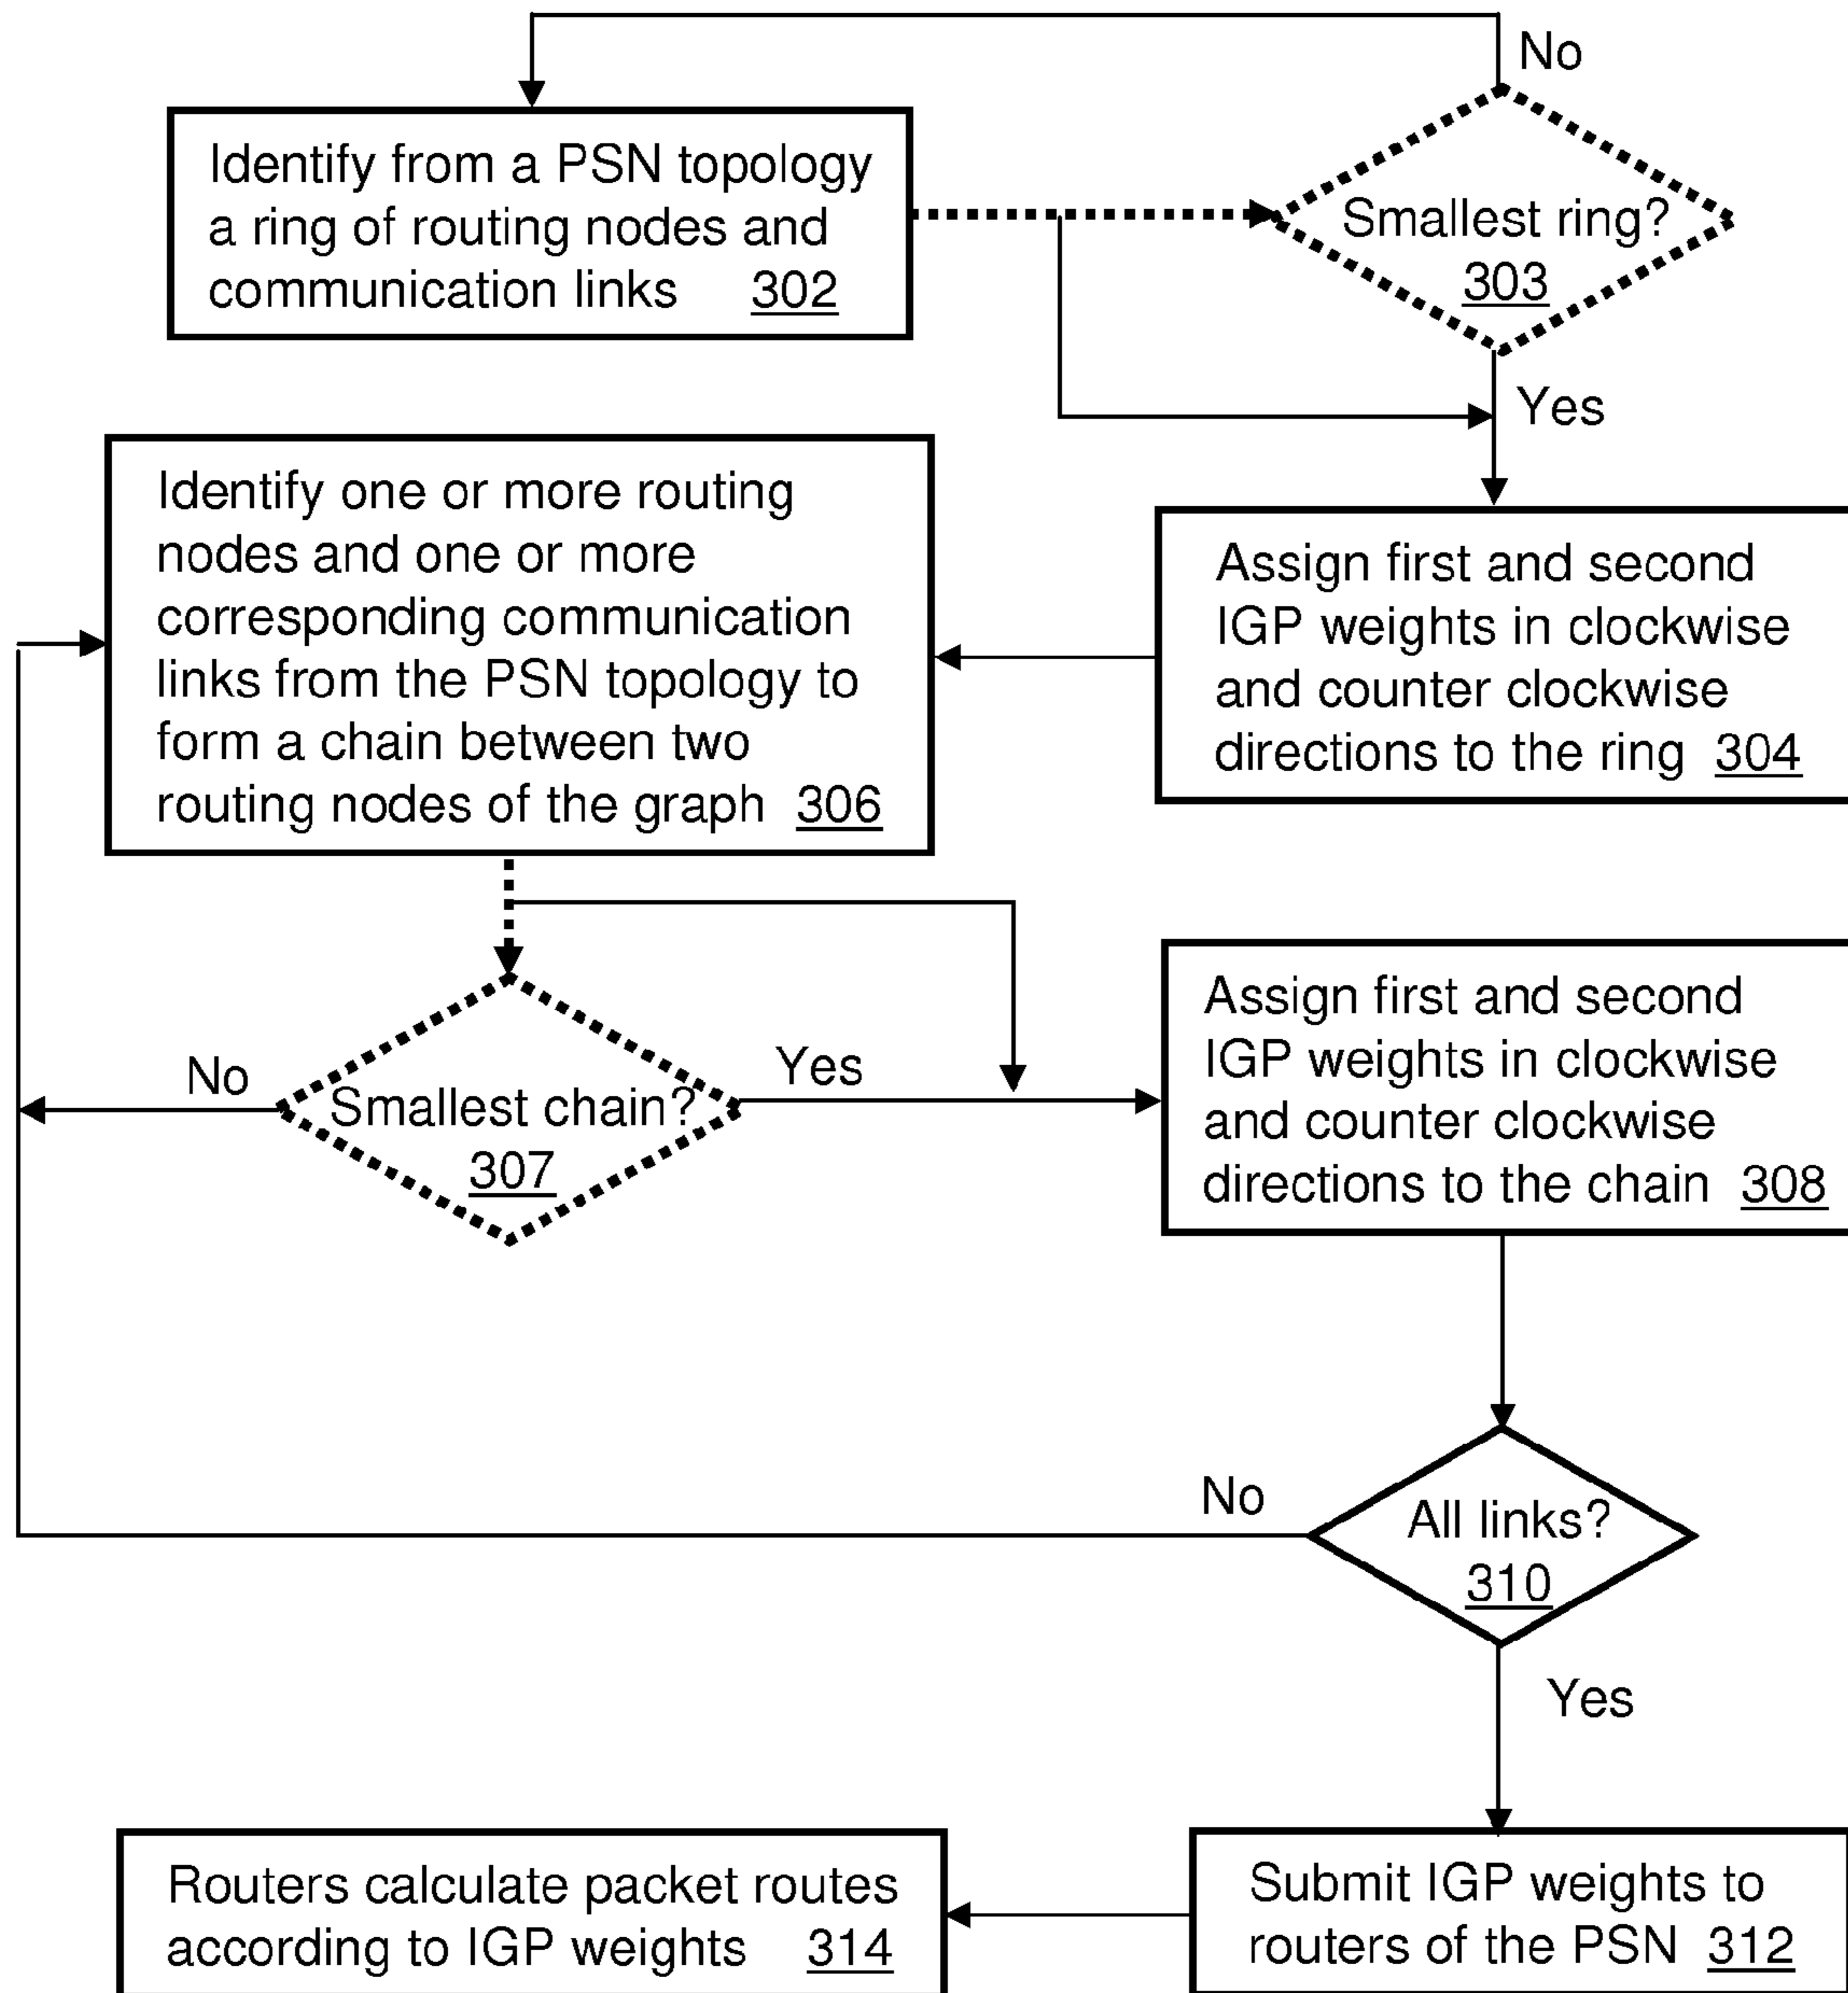 No
Identify from a PSN topology
a ring of routing nodes and
communication links 302
Smallest ring?
303
Yes
Identify one or more routing
nodes and one or more
corresponding communication
links from the PSN topology to
form a chain between two
routing nodes of the graph 306
Assign first and second
IGP weights in clockwise
and counter clockwise
directions to the ring 304
No
Smallest chain?
307
Yes
Assign first and second
IGP weights in clockwise
and counter clockwise
directions to the chain 308
No
All links?
310
Yes
Routers calculate packet routes
according to IGP weights 314
Submit IGP weights to
routers of the PSN 312